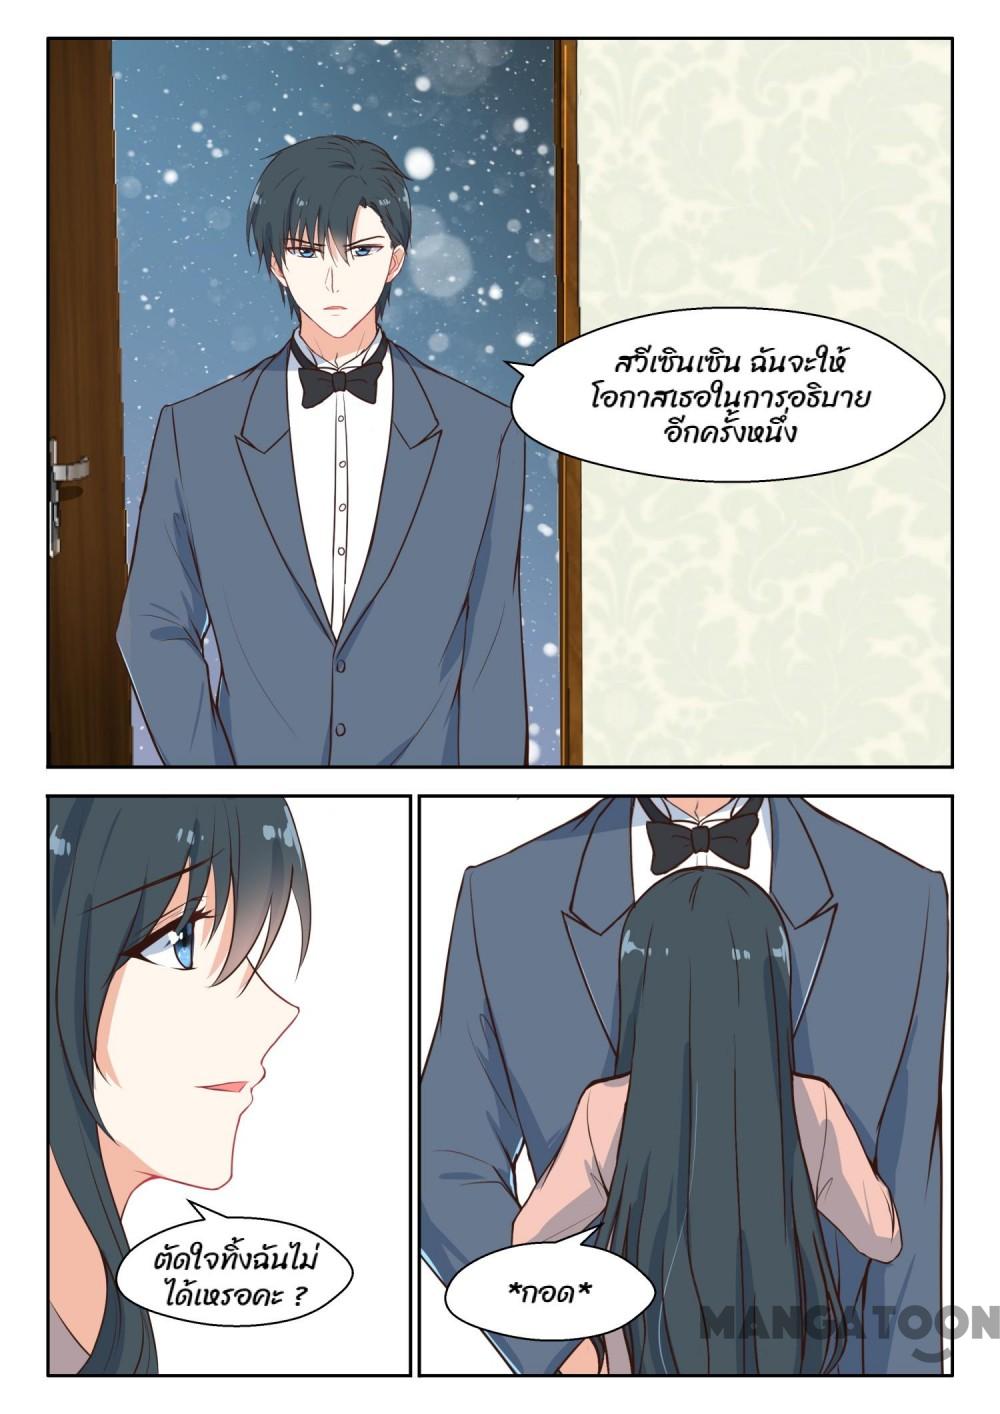 สวีเซินเซิน ฉันจะให้
โอกาสเธอในการอธิบาย
อีกครั้งหนึ่ง
ตัดใจทิ้งฉันไม่
ได้เหรอคะ ?
*กอด*
MANGATOON